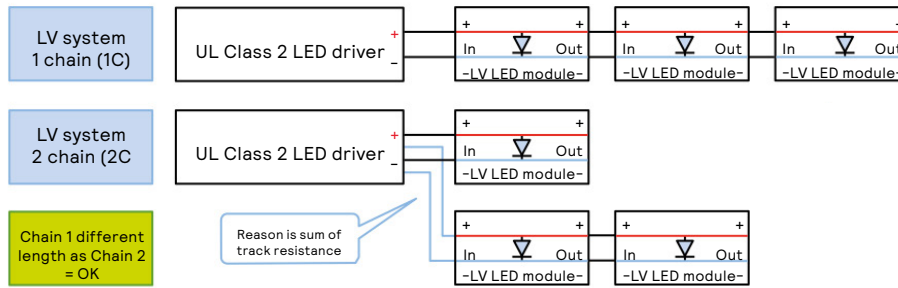 LV system
1 chain (1C)
UL Class 2 LED driver
+
-
+ +
In Out
-LV LED module-
+ +
In Out
-LV LED module-
+ +
In Out
-LV LED module-
LV system
2 chain (2C
UL Class 2 LED driver
+
-
+ +
In Out
-LV LED module-
Chain 1 different
length as Chain 2
= OK
Reason is sum of
track resistance
+ +
In Out
-LV LED module-
+ +
In Out
-LV LED module-